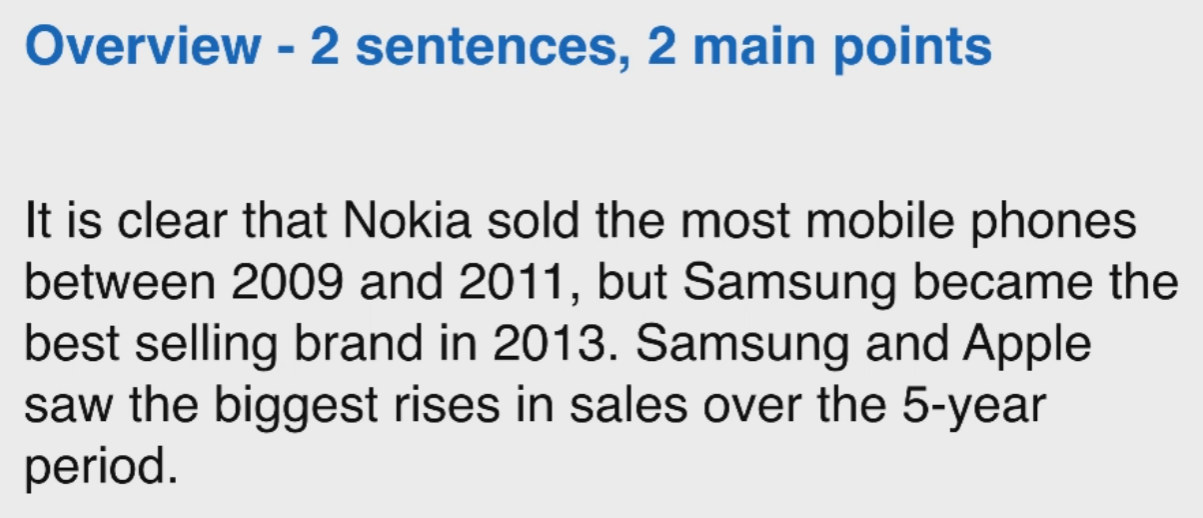 Overview - 2 sentences, 2 main points
It is clear that Nokia sold the most mobile phones
between 2009 and 2011, but Samsung became the
best selling brand in 2013. Samsung and Apple
saw the biggest rises in sales over the 5-year
period.